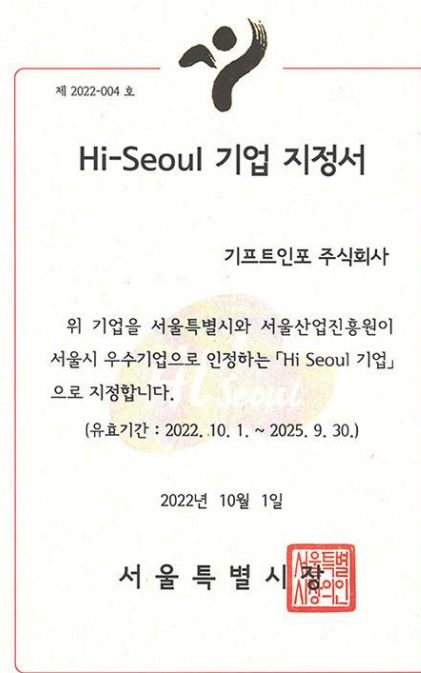 제 2022-004 호
Hi-Seoul 기업 지정서
기프트인포 주식회사
위 기업을 서울특별시와 서울산업진흥원이
서울시 우수기업으로 인정하는 「Hi Seoul 기업」
으로 지정합니다.
Hi Seoul
(유효기간 : 2022. 10. 1. ~ 2025. 9. 30.)
2022년 10월 1일
서울특별시장
서울특별
시장의인